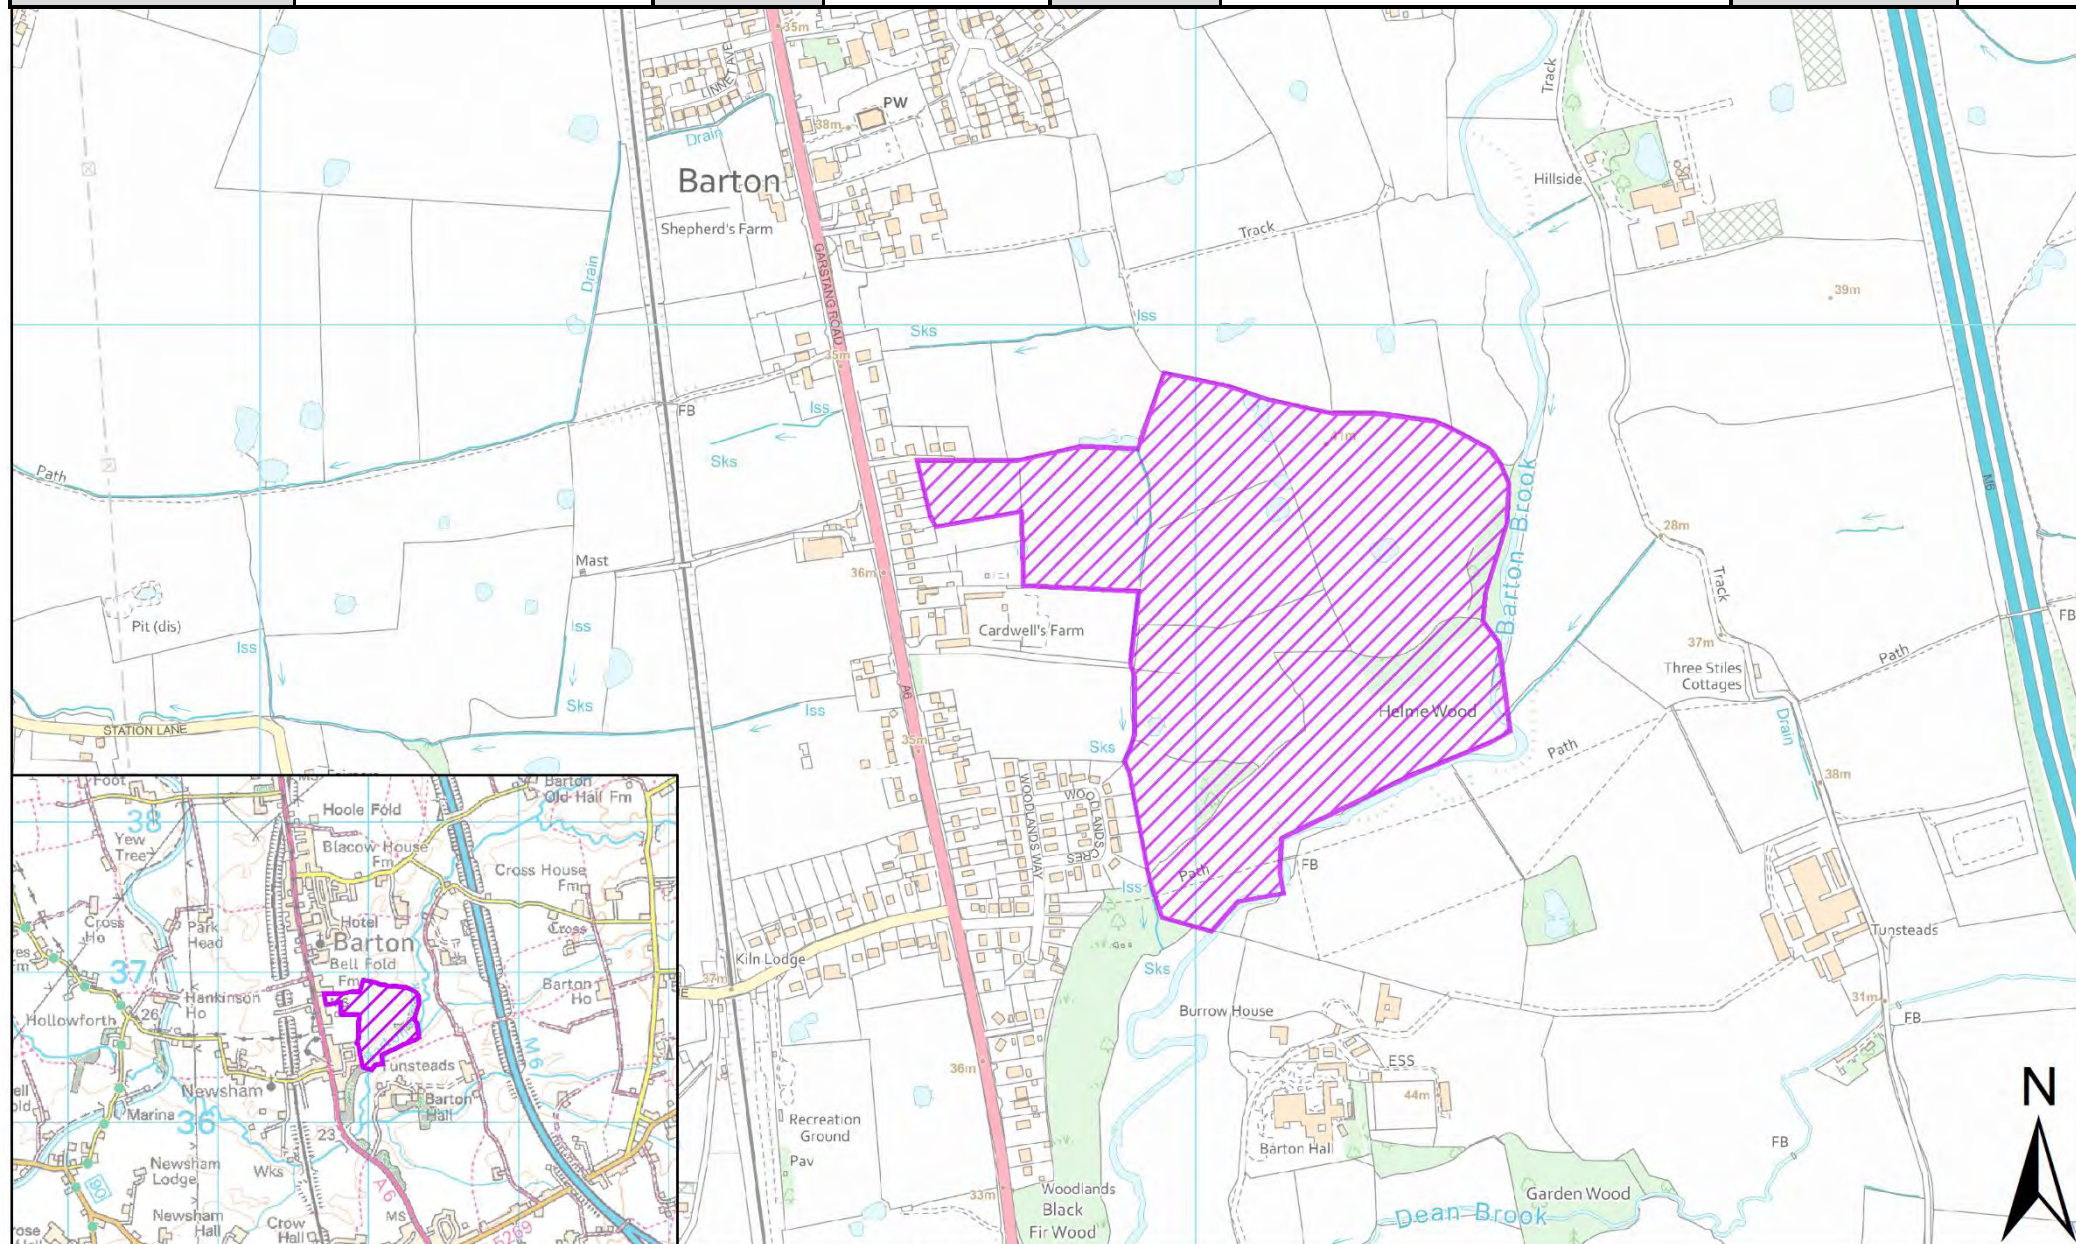 35m
LINNET AVE
PW
38m
Drain
Barton
Shepherd's Farm
Track
Hillside
Track
GARSTANG ROAD
Drain
39m
Iss
Sks
35m
Iss
FB
Sks
Path
41m
M6
Barton Brook
28m
Mast
36m
Track
Pit (dis)
Iss
Iss
Cardwell's Farm
37m
FB
Path
Three Stiles
Cottages
A6
Sks
Iss
Helme Wood
STATION LANE
35m
Sks
Path
Drain
38m
WOODLANDS WAY
WOODLANDS
CRES
Path
FB
Iss
Tunsteads
Kiln Lodge
37m
Sks
31m
FB
Burrow House
ESS
44m
36m
Recreation
Ground
Pav
Barton Hall
FB
33m
Woodlands
Black
Fir Wood
Garden Wood
Dean Brook
N
Foot
Barton
Old Hall Fm
38
Hoole Fold
Yew
Tree
Blacow House
Fm
Cross House
Fm
Cross
Ho
Park
Head
Hotel
Barton
Cross
Bell Fold
Fm
37
Hankinson
Ho
Barton
Ho
Hollowforth
26
M6
Tunsteads
Newsham
Barton
Hall
Marina
36
23
Newsham
Lodge
Wks
A6
90
Newsham
Hall
Crow
Hall
MS
5269